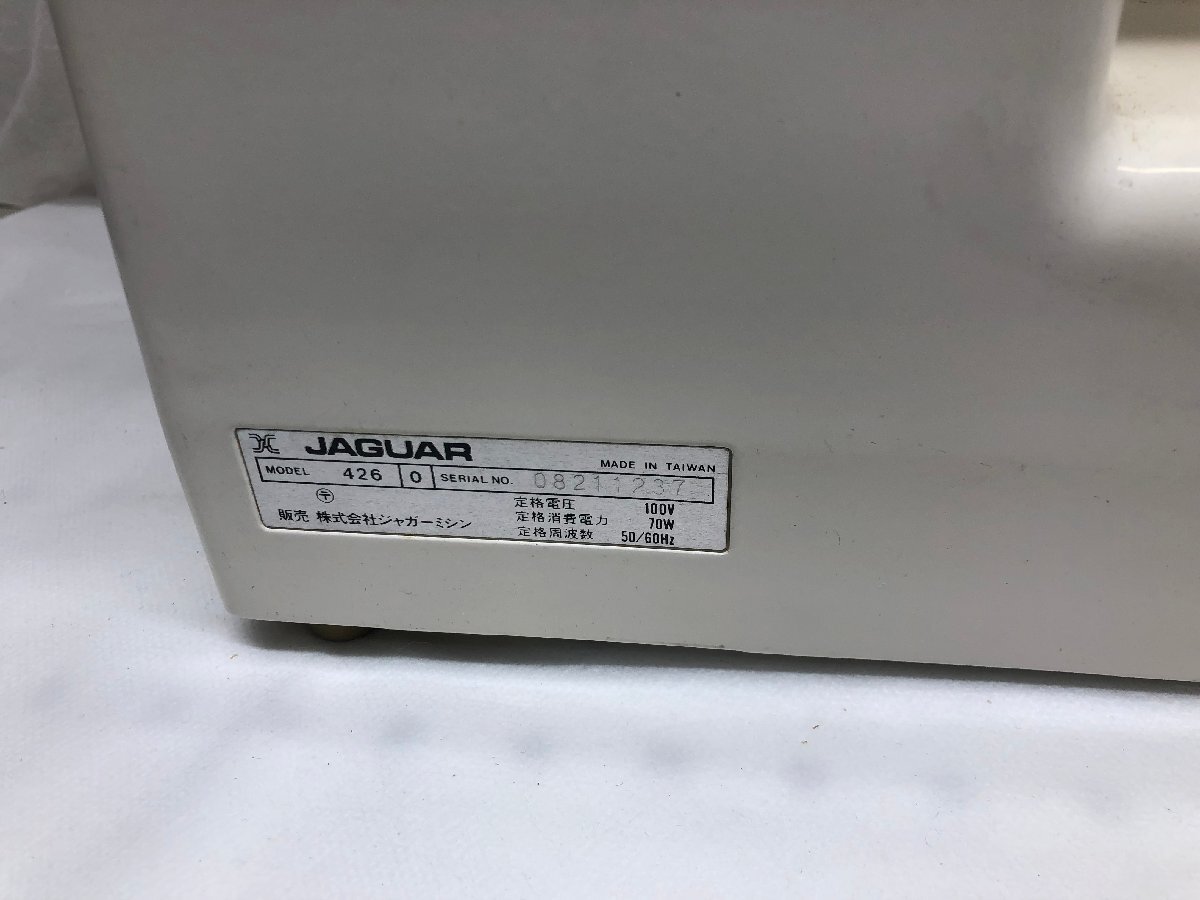 JAGUAR
MADE IN TAIWAN
MODEL 426 0 SERIAL NO. 08211237
〒
販売 株式会社ジャガーミシン
定格電圧 100V
定格消費電力 70W
定格周波数 50/60Hz